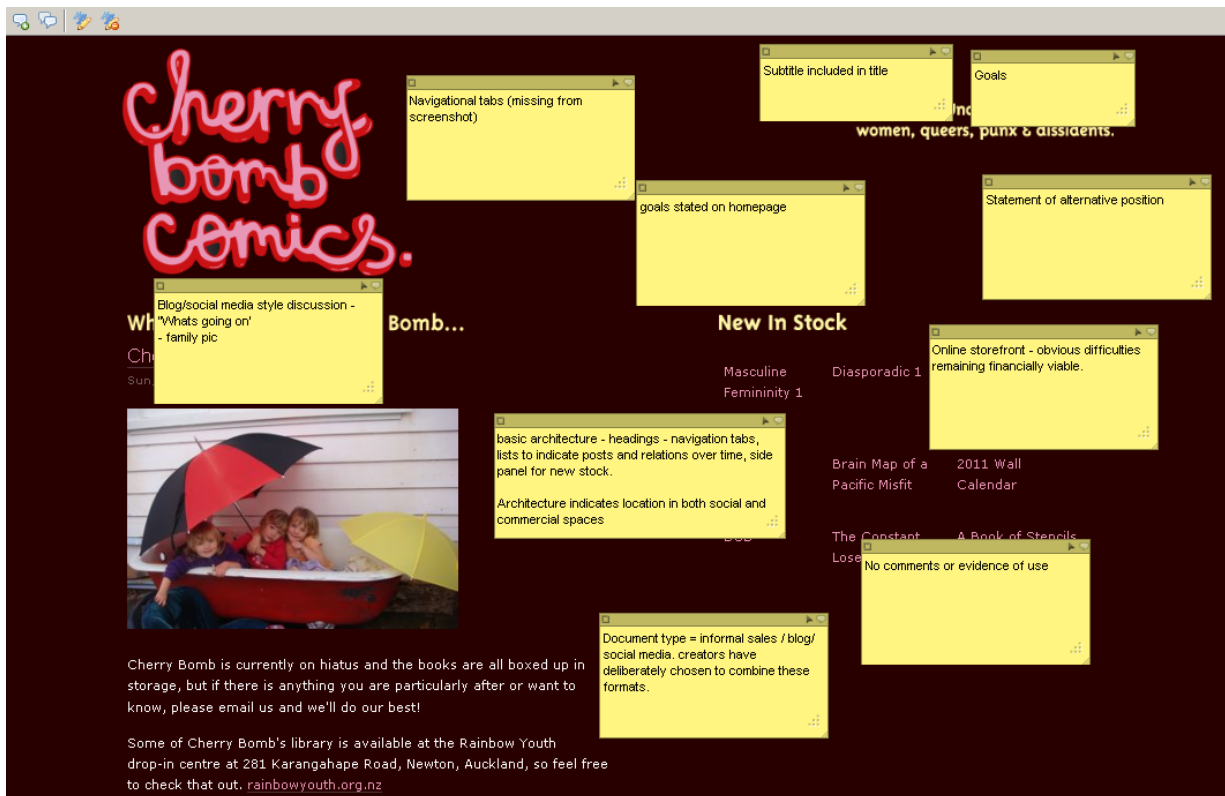 cherry
bomb
comics.
Navigational tabs (missing from
screenshot)
Subtitle included in title
Goals
women, queers, punx & dissidents.
goals stated on homepage
Statement of alternative position
Blog/social media style discussion -
"Whats going on'
- family pic
Bomb...
New In Stock
Online storefront - obvious difficulties
remaining financially viable.
Masculine
Femininity 1
Diasporadic 1
basic architecture - headings - navigation tabs,
lists to indicate posts and relations over time, side
panel for new stock.
Architecture indicates location in both social and
commercial spaces
Brain Map of a
Pacific Misfit
2011 Wall
Calendar
The Constant
A Book of Stencils
No comments or evidence of use
Document type = informal sales / blog/
social media. creators have
deliberately chosen to combine these
formats.
Cherry Bomb is currently on hiatus and the books are all boxed up in
storage, but if there is anything you are particularly after or want to
know, please email us and we'll do our best!
Some of Cherry Bomb's library is available at the Rainbow Youth
drop-in centre at 281 Karangahape Road, Newton, Auckland, so feel free
to check that out. rainbowyouth.org.nz